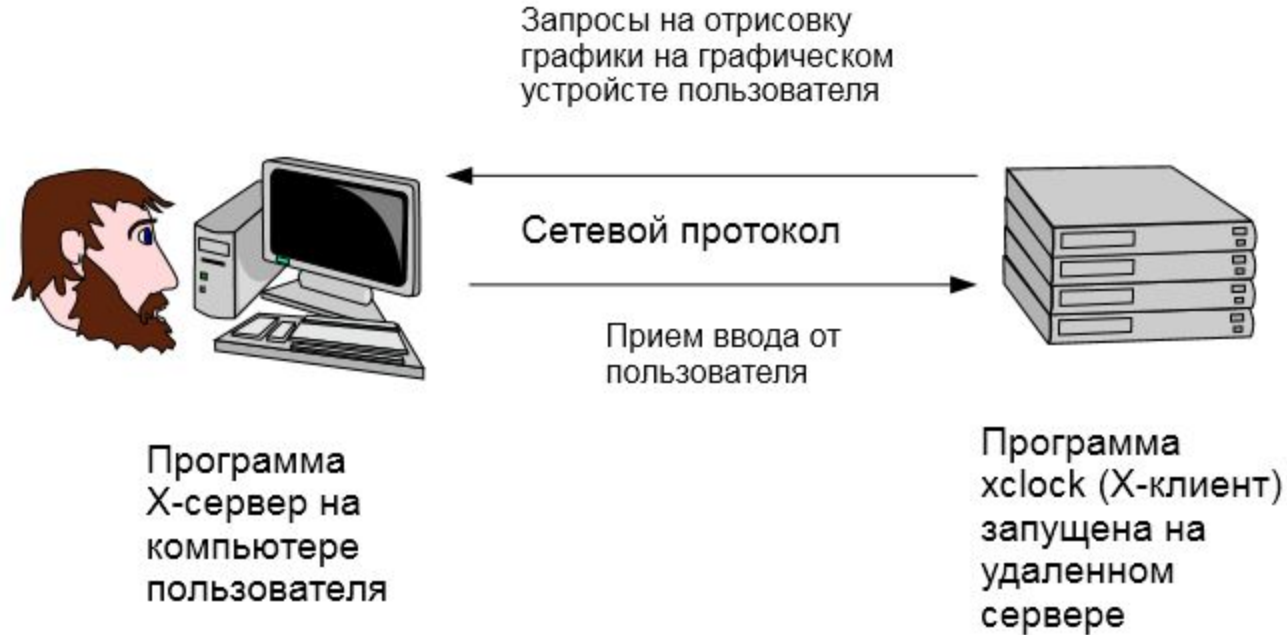 Запросы на отрисовку
графики на графическом
устройсте пользователя
Сетевой протокол
Прием ввода от
пользователя
Программа
X-сервер на
компьютере
пользователя
Программа
xclock (X-клиент)
запущена на
удаленном
сервере